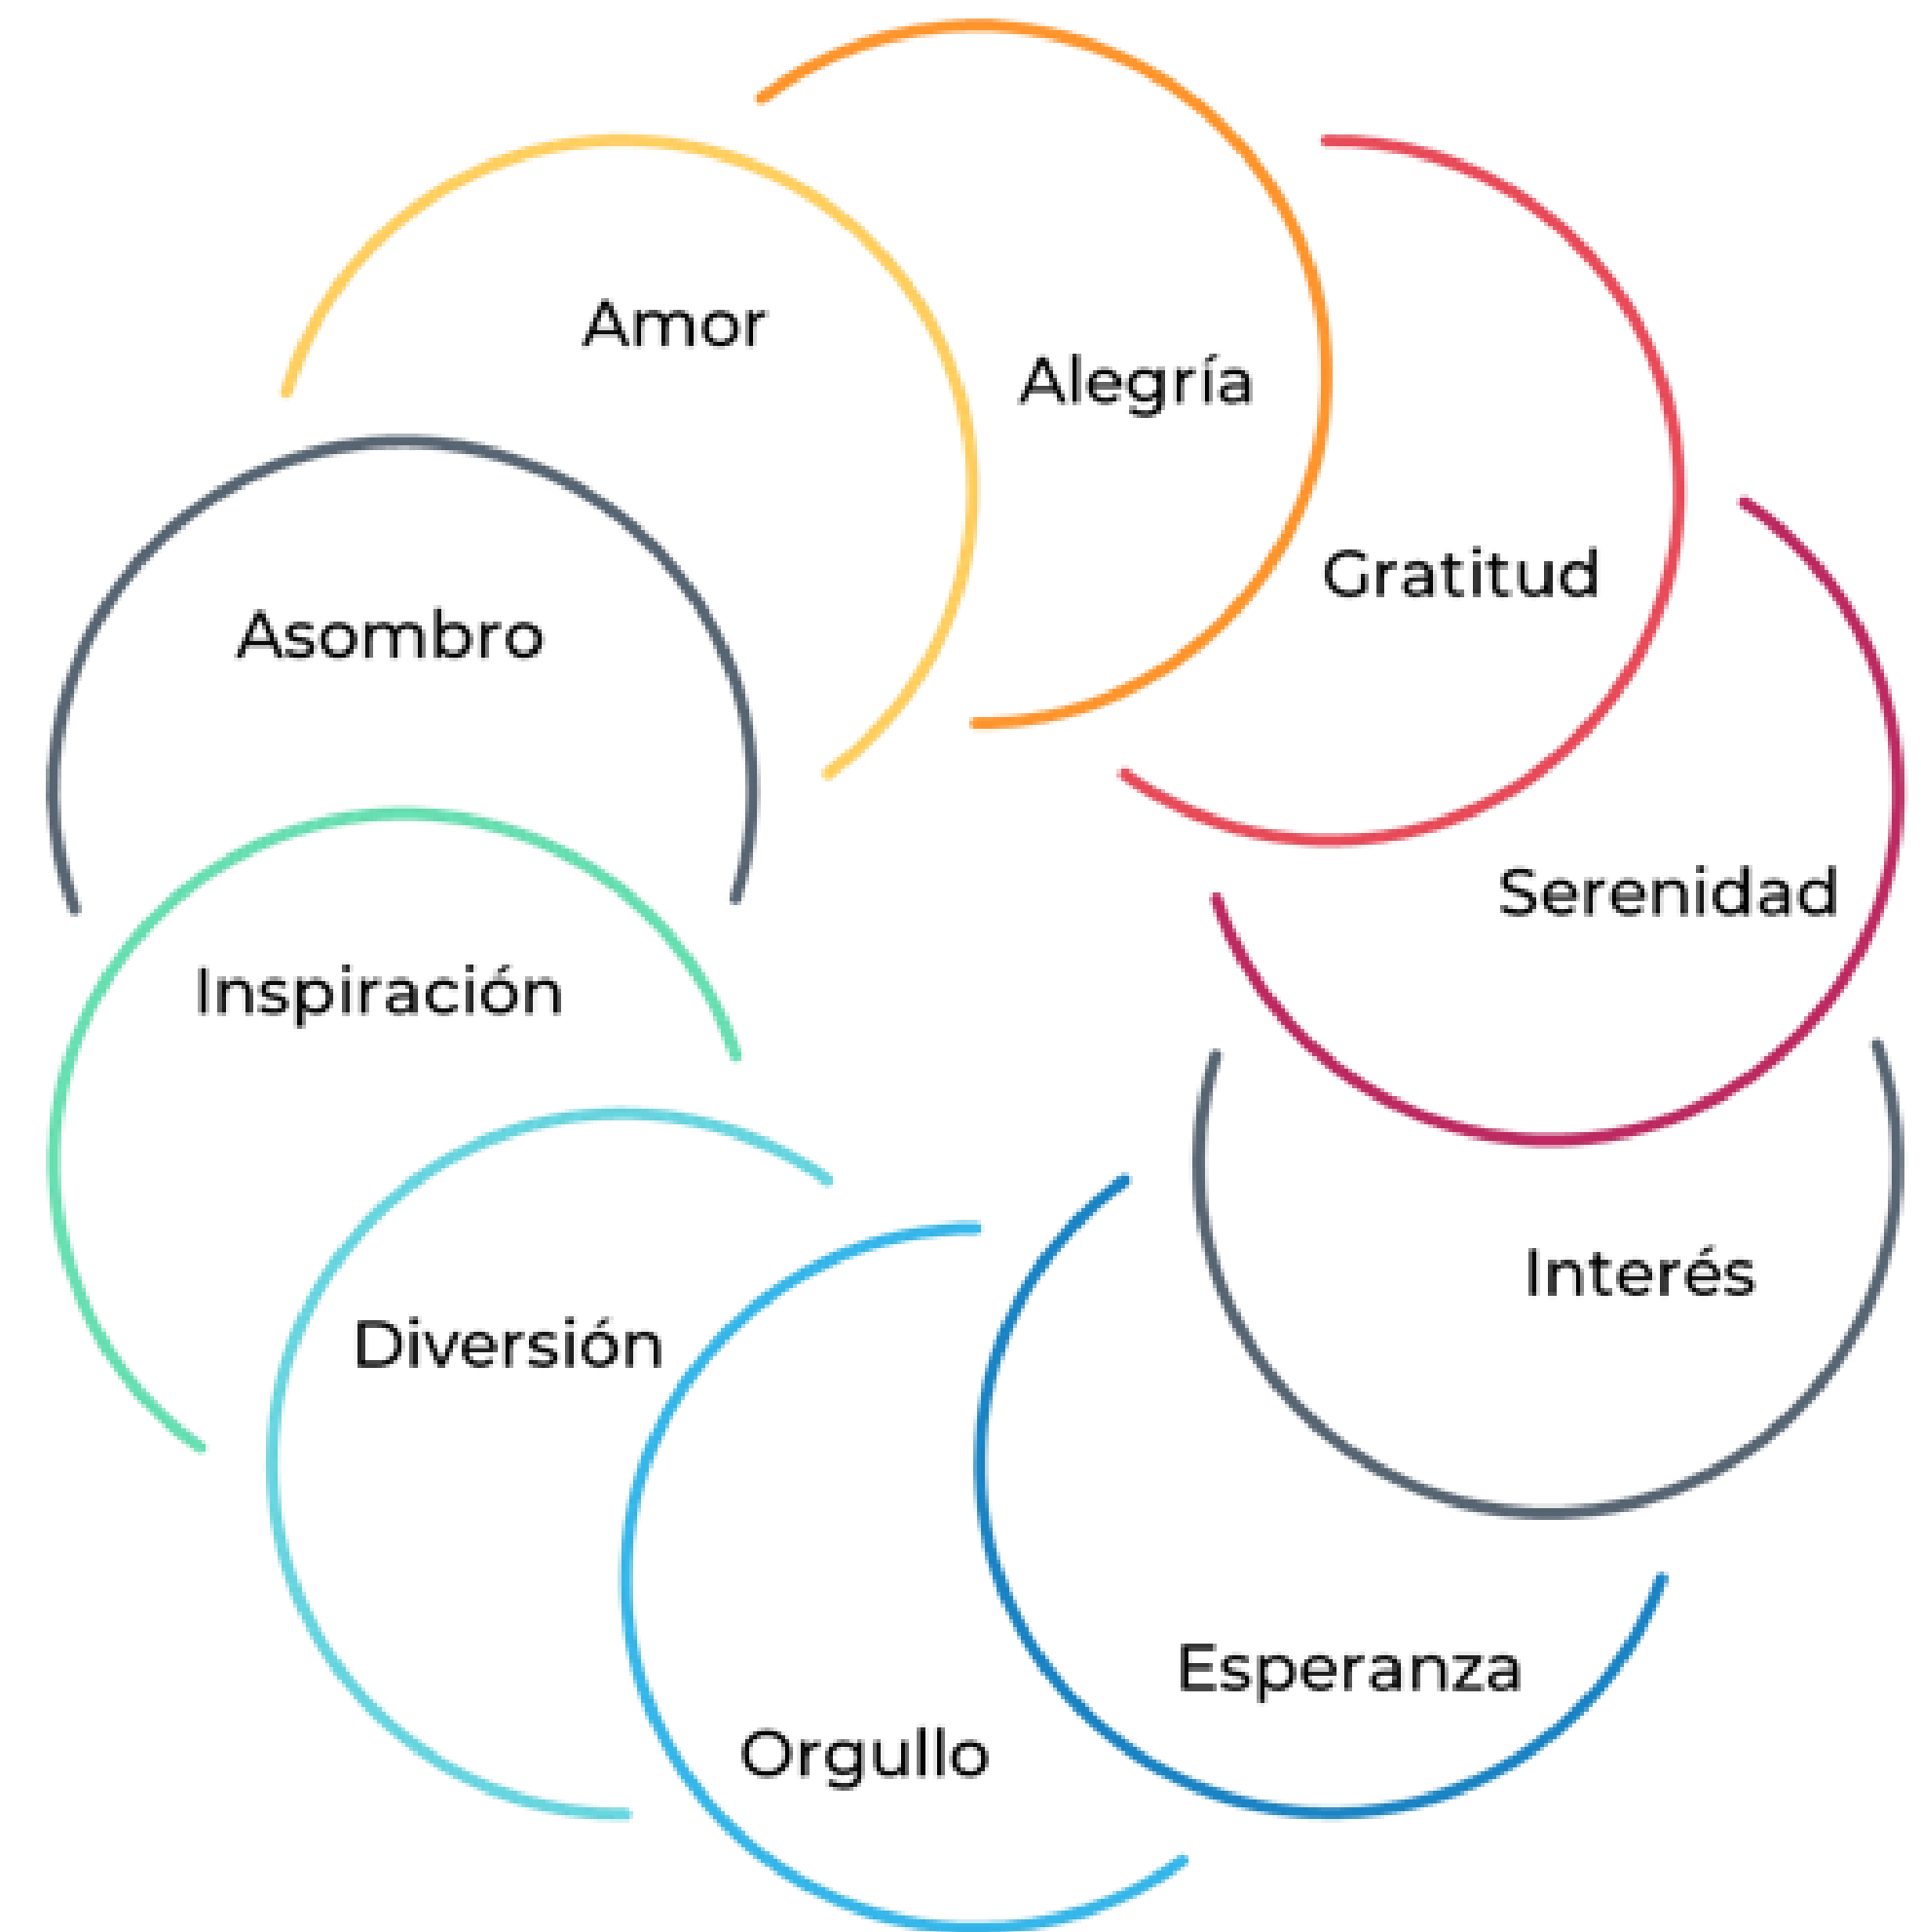 Amor
Alegría
Gratitud
Asombro
Serenidad
Inspiración
Interés
Diversión
Esperanza
Orgullo